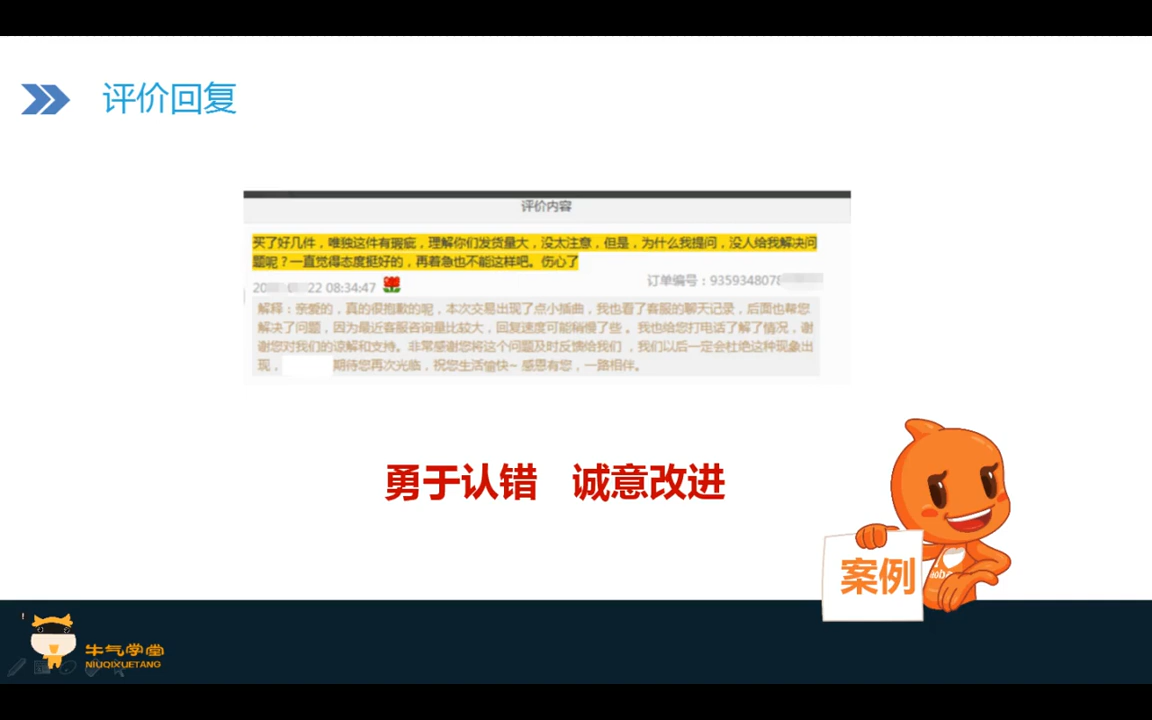 评价回复
评价内容
买了好几件，唯独这件有瑕疵，理解你们发货量大，没太注意，但是，为什么我提问，没人给我解决问
题呢？一直觉得态度挺好的，再着急也不能这样吧。伤心了
订单编号：9359348078
20 22 08:34:47
解释：亲爱的，真的很抱歉的呢，本次交易出现了点小插曲，我也看了客服的聊天记录，后面也帮您
解决了问题，因为最近客服咨询量比较大，回复速度可能稍慢了些 。我也给您打电话了解了情况，谢
谢您对我们的谅解和支持。非常感谢您将这个问题及时反馈给我们 ，我们以后一定会杜绝这种现象出
现， 期待您再次光临，祝您生活愉快~ 感恩有您，一路相伴。
勇于认错 诚意改进
案例
牛气学堂
NIUQIXUETANG